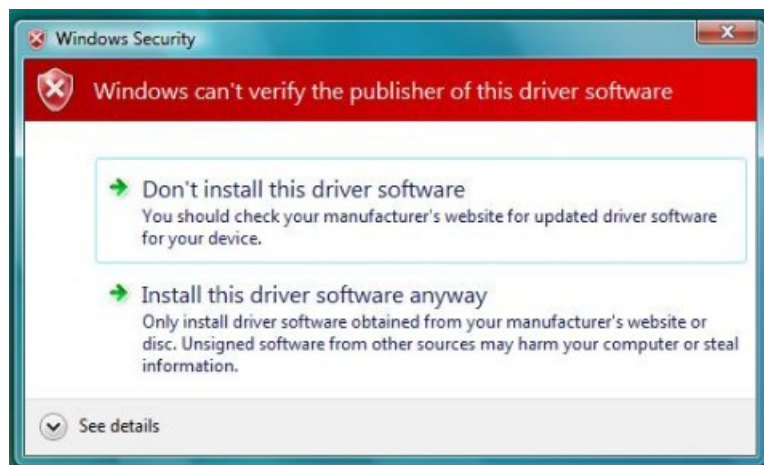 Windows Security
Windows can't verify the publisher of this driver software
Don't install this driver software
You should check your manufacturer's website for updated driver software
for your device.
Install this driver software anyway
Only install driver software obtained from your manufacturer's website or
disc. Unsigned software from other sources may harm your computer or steal
information.
See details